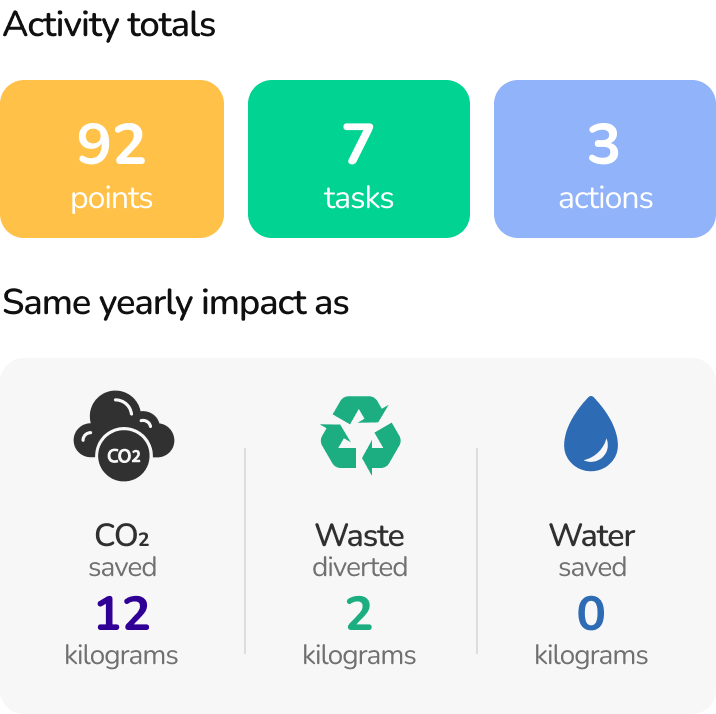 Activity totals
92
points
7
tasks
3
actions
Same yearly impact as
CO2
CO₂
saved
12
kilograms
Waste
diverted
2
kilograms
Water
saved
0
kilograms